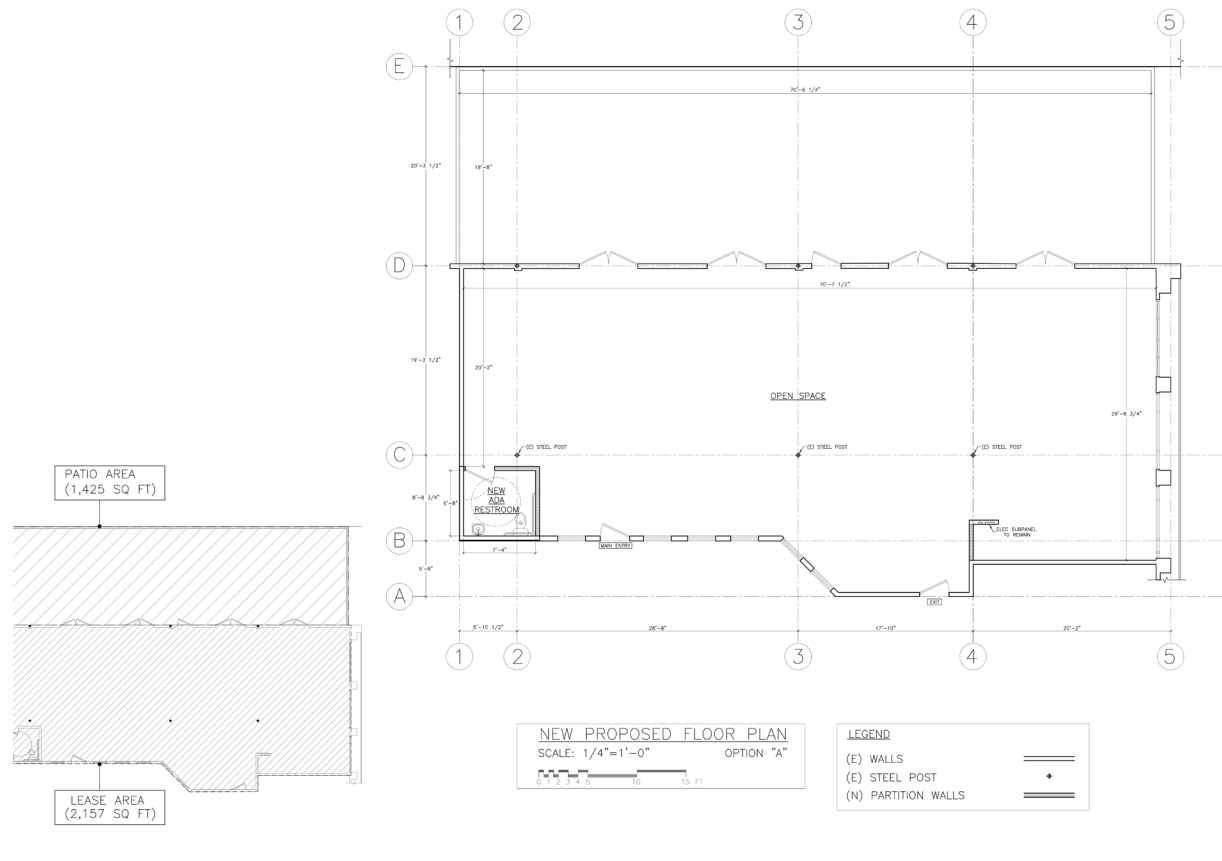 1 2 3 4 5
E
70'-6 1/4"
20'-3 1/2"
19'-8"
D
70'-7 1/2"
19'-3 1/2"
20'-2"
OPEN SPACE
29'-8 3/4"
(E) STEEL POST
(E) STEEL POST
(E) STEEL POST
C
8'-8 3/4"
6'-8"
NEW
ADA
RESTROOM
ELEC SUBPANEL
TO REMAIN
B
MAIN ENTRY
7'-4"
5'-8"
A
EXIT
5'-10 1/2"
28'-8"
17'-10"
20'-2"
1 2 3 4 5
PATIO AREA
(1,425 SQ FT)
LEASE AREA
(2,157 SQ FT)
NEW PROPOSED FLOOR PLAN
SCALE: 1/4"=1'-0" OPTION "A"
0 1 2 3 4 5 10 15 FT
LEGEND
(E) WALLS
(E) STEEL POST
(N) PARTITION WALLS